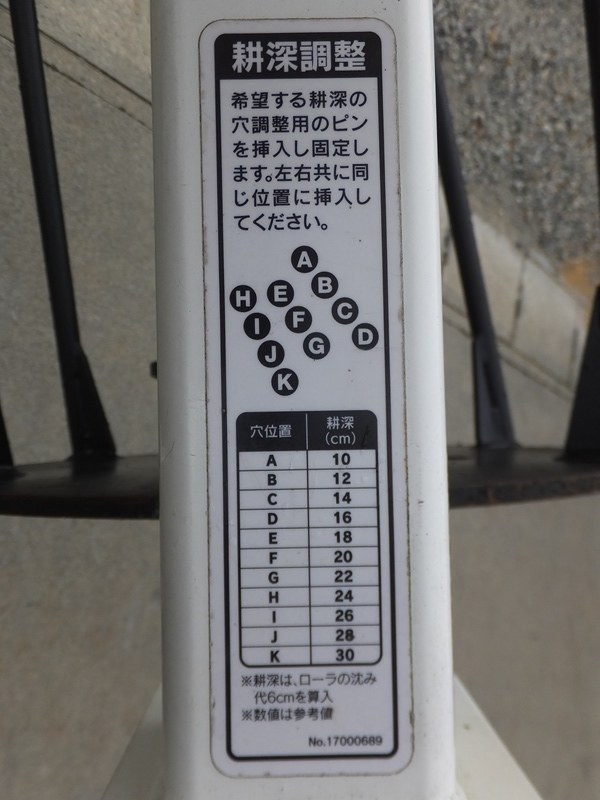 耕深調整
希望する耕深の
穴調整用のピン
を挿入し固定し
ます。左右共に同
じ位置に挿入し
てください。
A
B
H E C
I F D
J G
K
穴位置 耕深(cm)
A 10
B 12
C 14
D 16
E 18
F 20
G 22
H 24
I 26
J 28
K 30
※耕深は、ローラの沈み
代6cmを算入
※数値は参考値
No.17000689